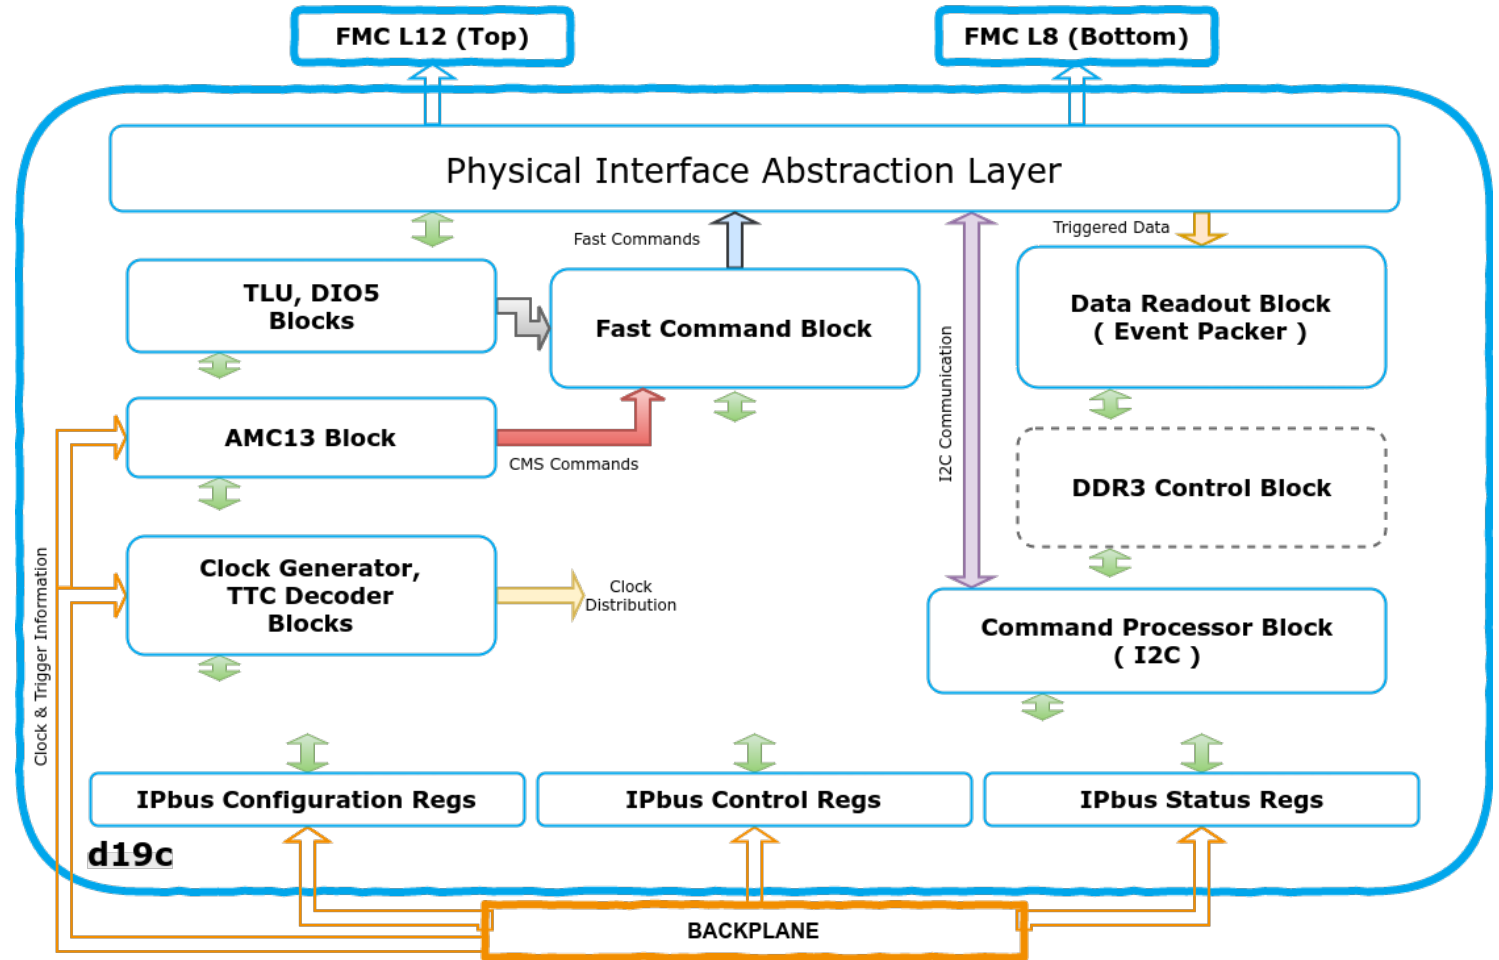 FMC L12 (Top)
FMC L8 (Bottom)
Physical Interface Abstraction Layer
Fast Commands
Triggered Data
TLU, DIO5
Blocks
Fast Command Block
Data Readout Block
( Event Packer )
I2C Communication
AMC13 Block
CMS Commands
DDR3 Control Block
Clock Generator,
TTC Decoder
Blocks
Clock
Distribution
Command Processor Block
( I2C )
Clock & Trigger Information
IPbus Configuration Regs
IPbus Control Regs
IPbus Status Regs
d19c
BACKPLANE